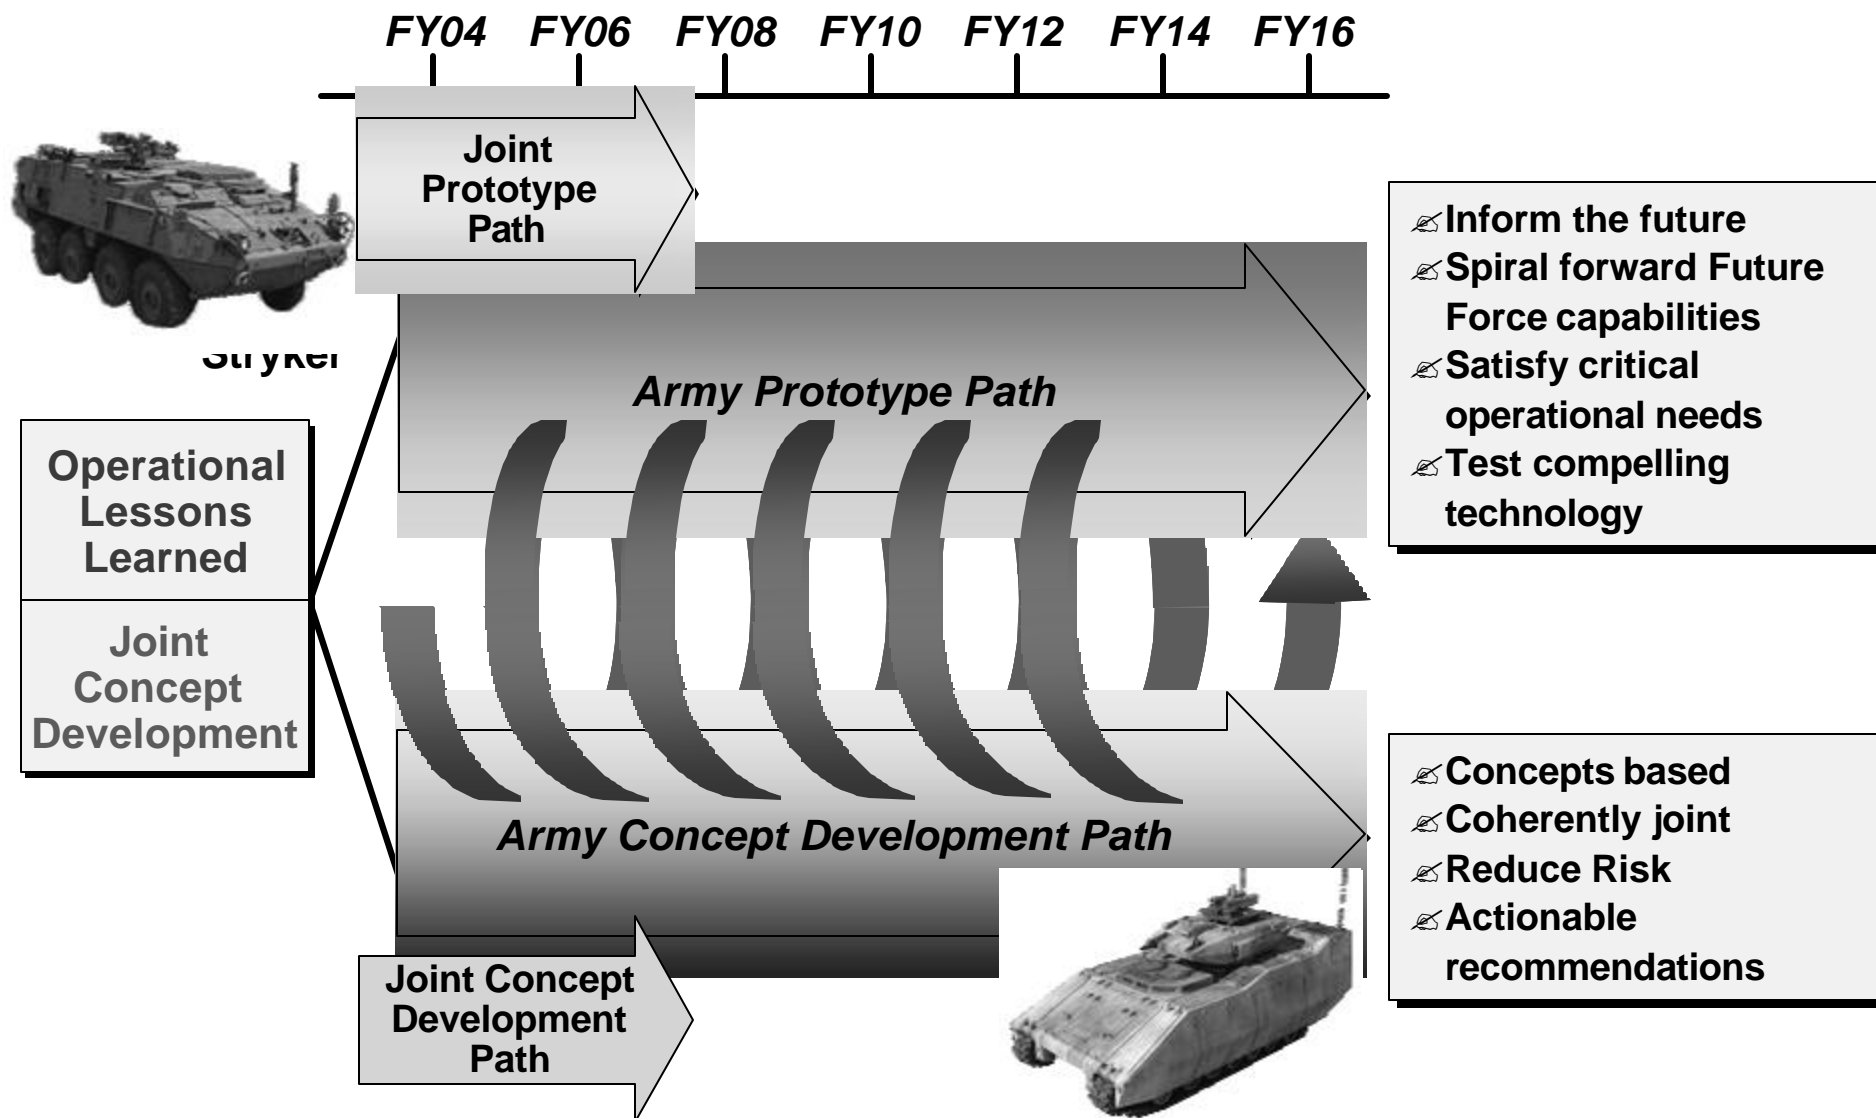 FY04 FY06 FY08 FY10 FY12 FY14 FY16
Joint
Prototype
Path
Stryker
Army Prototype Path
Operational
Lessons
Learned
Joint
Concept
Development
Army Concept Development Path
Joint Concept
Development
Path
Inform the future
Spiral forward Future
Force capabilities
Satisfy critical
operational needs
Test compelling
technology
Concepts based
Coherently joint
Reduce Risk
Actionable
recommendations